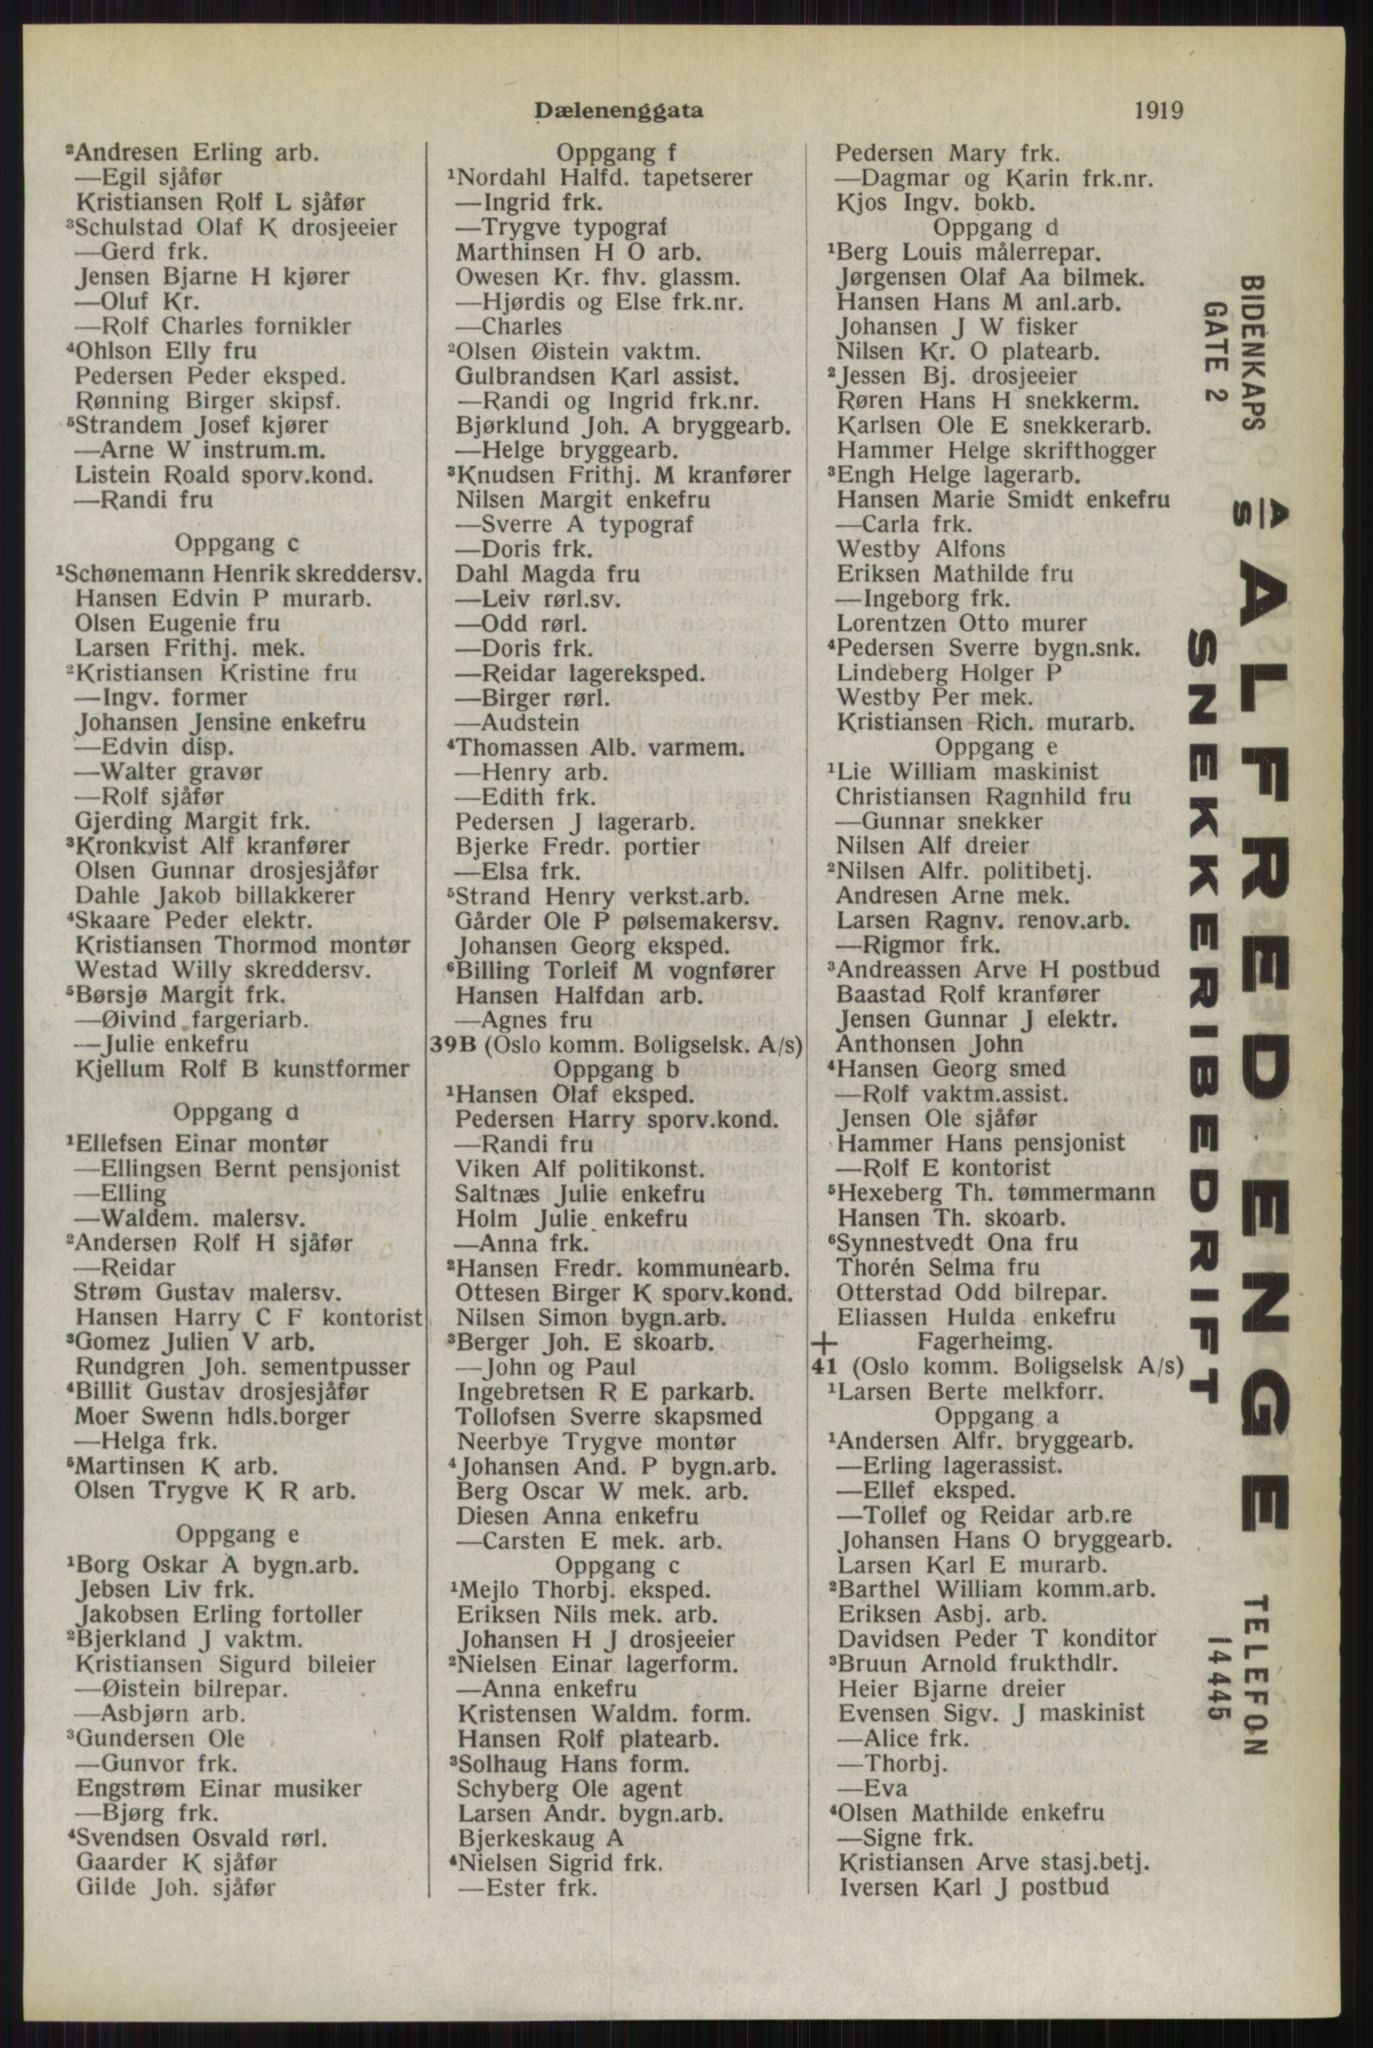 Dælenenggata
1919
²Andresen Erling arb.
—Egil sjåfør
Kristiansen Rolf L sjåfør
³Schulstad Olaf K drosjeeier
—Gerd frk.
Jensen Bjarne H kjører
—Oluf Kr.
—Rolf Charles fornikler
⁴Ohlson Elly fru
Pedersen Peder eksped.
Rønning Birger skipsf.
⁵Strandem Josef kjører
—Arne W instrum.m.
Listein Roald sporv.kond.
—Randi fru
Oppgang c
¹Schønemann Henrik skreddersv.
Hansen Edvin P murarb.
Olsen Eugenie fru
Larsen Frithj. mek.
²Kristiansen Kristine fru
—Ingv. former
Johansen Jensine enkefru
—Edvin disp.
—Walter gravør
—Rolf sjåfør
Gjerding Margit frk.
³Kronkvist Alf kranfører
Olsen Gunnar drosjesjåfør
Dahle Jakob billakkerer
⁴Skaare Peder elektr.
Kristiansen Thormod montør
Westad Willy skreddersv.
⁵Børsjø Margit frk.
—Øivind fargeriarb.
—Julie enkefru
Kjellum Rolf B kunstformer
Oppgang d
¹Ellefsen Einar montør
—Ellingsen Bernt pensjonist
—Elling
—Waldem. malersv.
²Andersen Rolf H sjåfør
—Reidar
Strøm Gustav malersv.
Hansen Harry C F kontorist
³Gomez Julien V arb.
Rundgren Joh. sementpusser
⁴Billit Gustav drosjesjåfør
Moer Swenn hdls.borger
—Helga frk.
⁵Martinsen K arb.
Olsen Trygve K R arb.
Oppgang e
¹Borg Oskar A bygn.arb.
Jebsen Liv frk.
Jakobsen Erling fortoller
²Bjerkland J vaktm.
Kristiansen Sigurd bileier
—Øistein bilrepar.
—Asbjørn arb.
³Gundersen Ole
—Gunvor frk.
Engstrøm Einar musiker
—Bjørg frk.
⁴Svendsen Osvald rørl.
Gaarder K sjåfør
Gilde Joh. sjåfør
Oppgang f
¹Nordahl Halfd. tapetserer
—Ingrid frk.
—Trygve typograf
Marthinsen H O arb.
Owesen Kr. fhv. glassm.
—Hjørdis og Else frk.nr.
—Charles
²Olsen Øistein vaktm.
Gulbrandsen Karl assist.
—Randi og Ingrid frk.nr.
Bjørklund Joh. A bryggearb.
—Helge bryggearb.
³Knudsen Frithj. M kranfører
Nilsen Margit enkefru
—Sverre A typograf
—Doris frk.
Dahl Magda fru
—Leiv rørl.sv.
—Odd rørl.
—Doris frk.
—Reidar lagereksped.
—Birger rørl.
—Audstein
⁴Thomassen Alb. varmem.
—Henry arb.
—Edith frk.
Pedersen J lagerarb.
Bjerke Fredr. portier
—Elsa frk.
⁵Strand Henry verkst.arb.
Gårder Ole P pølsemakersv.
Johansen Georg eksped.
⁶Billing Torleif M vognfører
Hansen Halfdan arb.
—Agnes fru
39B (Oslo komm. Boligselsk. A/s)
Oppgang b
¹Hansen Olaf eksped.
Pedersen Harry sporv.kond.
—Randi fru
Viken Alf politikonst.
Saltnæs Julie enkefru
Holm Julie enkefru
—Anna frk.
²Hansen Fredr. kommunearb.
Ottesen Birger K sporv.kond.
Nilsen Simon bygn.arb.
³Berger Joh. E skoarb.
—John og Paul
Ingebretsen R E parkarb.
Tollofsen Sverre skapsmed
Neerbye Trygve montør
⁴Johansen And. P bygn.arb.
Berg Oscar W mek. arb.
Diesen Anna enkefru
—Carsten E mek. arb.
Oppgang c
¹Mejlo Thorbj. eksped.
Eriksen Nils mek. arb.
Johansen H J drosjeeier
²Nielsen Einar lagerform.
—Anna enkefru
Kristensen Waldm. form.
Hansen Rolf platearb.
³Solhaug Hans form.
Schyberg Ole agent
Larsen Andr. bygn.arb.
Bjerkeskaug A
⁴Nielsen Sigrid frk.
—Ester frk.
Pedersen Mary frk.
—Dagmar og Karin frk.nr.
Kjos Ingv. bokb.
Oppgang d
¹Berg Louis målerrepar.
Jørgensen Olaf Aa bilmek.
Hansen Hans M anl.arb.
Johansen J W fisker
Nilsen Kr. O platearb.
²Jessen Bj. drosjeeier
Røren Hans H snekkerm.
Karlsen Ole E snekkerarb.
Hammer Helge skrifthogger
³Engh Helge lagerarb.
Hansen Marie Smidt enkefru
—Carla frk.
Westby Alfons
Eriksen Mathilde fru
—Ingeborg frk.
Lorentzen Otto murer
⁴Pedersen Sverre bygn.snk.
Lindeberg Holger P
Westby Per mek.
Kristiansen Rich. murarb.
Oppgang e
¹Lie William maskinist
Christiansen Ragnhild fru
—Gunnar snekker
Nilsen Alf dreier
²Nilsen Alfr. politibetj.
Andresen Arne mek.
Larsen Ragnv. renov.arb.
—Rigmor frk.
³Andreassen Arve H postbud
Baastad Rolf kranfører
Jensen Gunnar J elektr.
Anthonsen John
⁴Hansen Georg smed
—Rolf vaktm.assist.
Jensen Ole sjåfør
Hammer Hans pensjonist
—Rolf E kontorist
⁵Hexeberg Th. tømmermann
Hansen Th. skoarb.
⁶Synnestvedt Ona fru
Thorén Selma fru
Otterstad Odd bilrepar.
Eliassen Hulda enkefru
+ Fagerheimg.
41 (Oslo komm. Boligselsk A/s)
¹Larsen Berte melkforr.
Oppgang a
¹Andersen Alfr. bryggearb.
—Erling lagerassist.
—Ellef eksped.
—Tollef og Reidar arb.re
Johansen Hans O bryggearb.
Larsen Karl E murarb.
²Barthel William komm.arb.
Eriksen Asbj. arb.
Davidsen Peder T konditor
³Bruun Arnold frukthdlr.
Heier Bjarne dreier
Evensen Sigv. J maskinist
—Alice frk.
—Thorbj.
—Eva
⁴Olsen Mathilde enkefru
—Signe frk.
Kristiansen Arve stasj.betj.
Iversen Karl J postbud
BIDENKAPS
GATE 2
A/S ALFRED ENGE
SNEKKERIBEDRIFT
TELEFON
14445